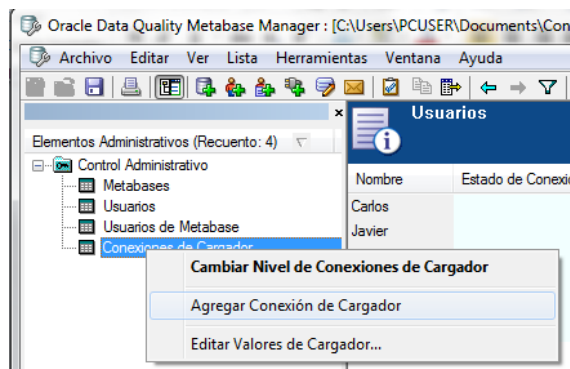 Oracle Data Quality Metabase Manager : [C:\Users\PCUSER\Documents\Con
Archivo Editar Ver Lista Herramientas Ventana Ayuda
Usuarios
Elementos Administrativos (Recuento: 4)
Control Administrativo
Metabases
Usuarios
Usuarios de Metabase
Conexiones de Cargador
Nombre Estado de Conexió
Carlos
Javier
Cambiar Nivel de Conexiones de Cargador
Agregar Conexión de Cargador
Editar Valores de Cargador...